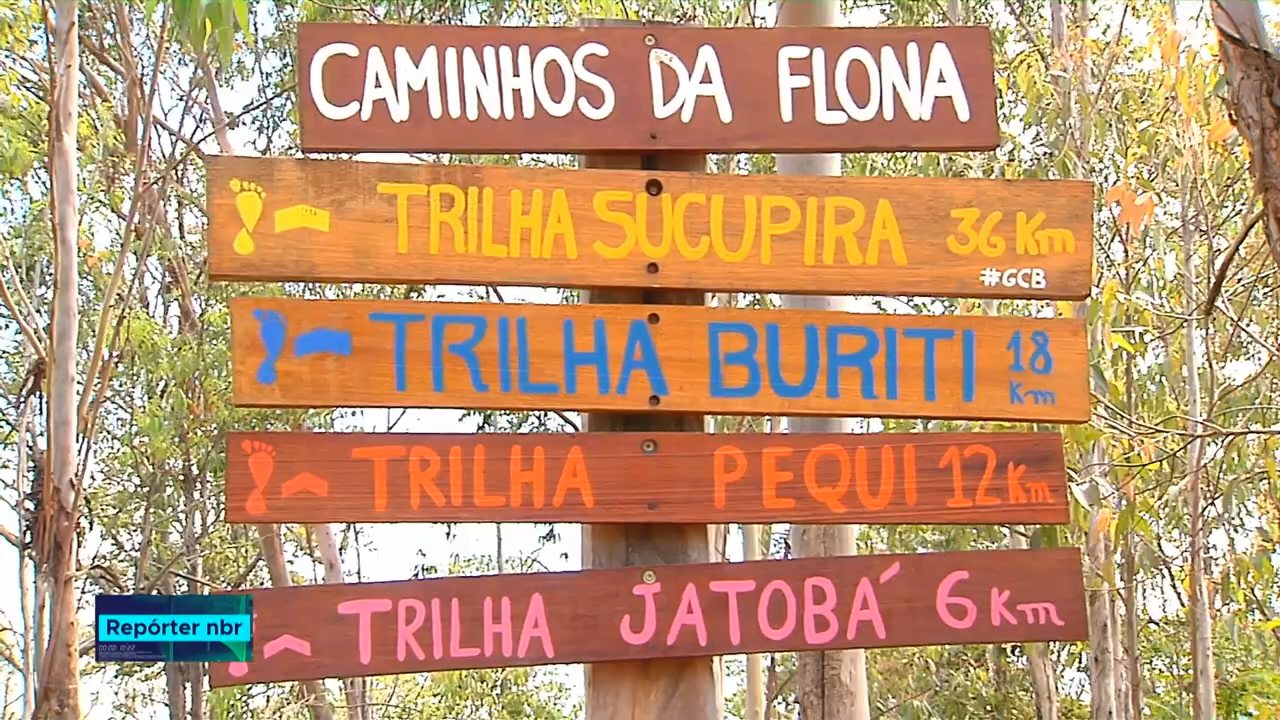 CAMINHOS DA FLONA
TRILHA SUCUPIRA 36 Km
#GCB
TRILHA BURITI 18 Km
TRILHA PEQUI 12 Km
TRILHA JATOBÁ 6 Km
Repórter nbr